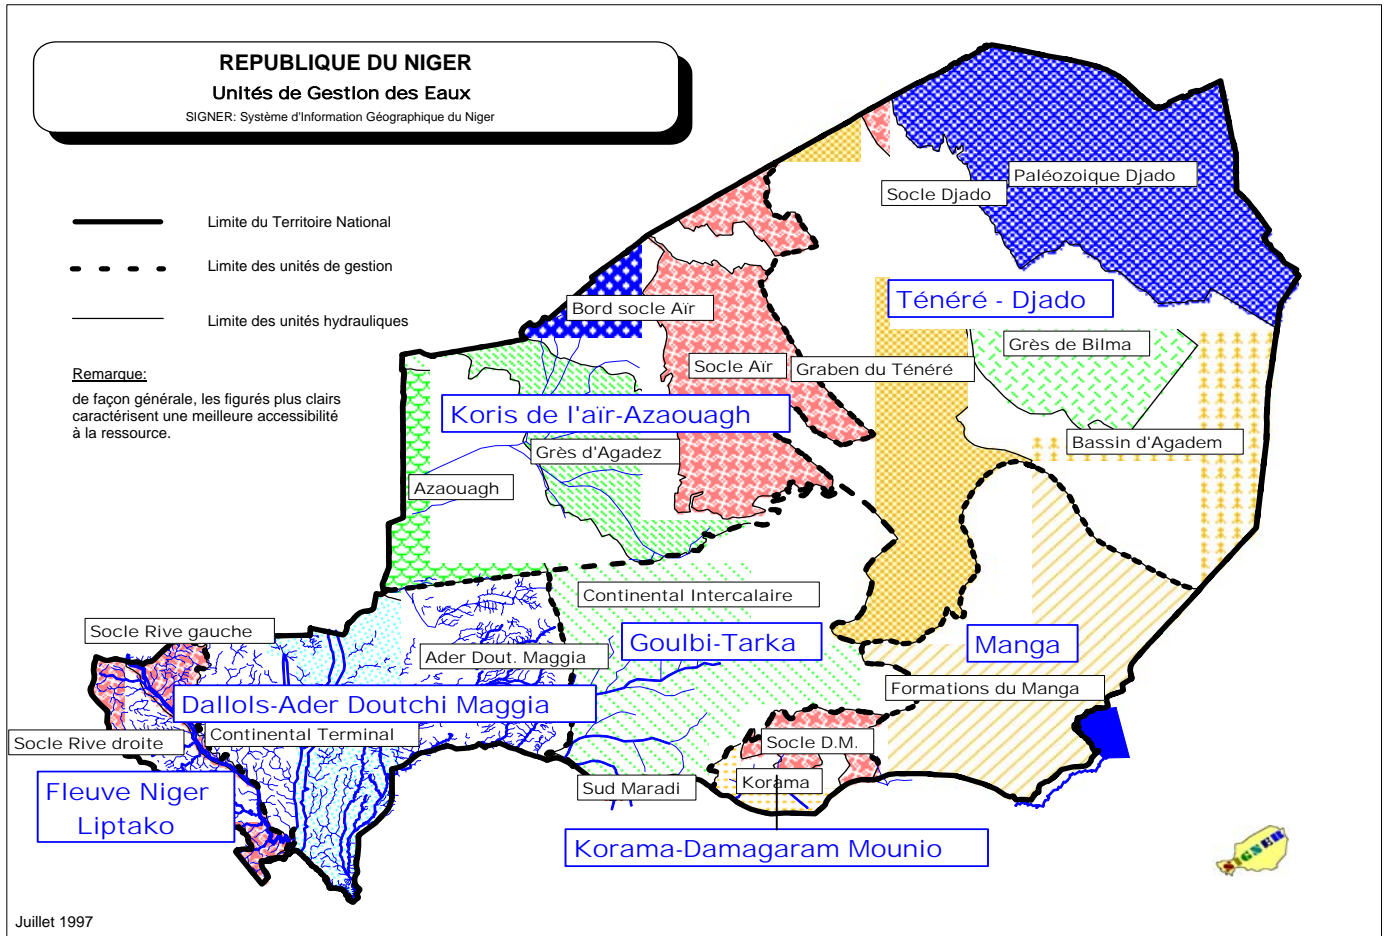 REPUBLIQUE DU NIGER
Unités de Gestion des Eaux
SIGNER: Système d'Information Géographique du Niger
Limite du Territoire National
Limite des unités de gestion
Limite des unités hydrauliques
Remarque:
de façon générale, les figurés plus clairs
caractérisent une meilleure accessibilité
à la ressource.
Paléozoique Djado
Socle Djado
Ténéré - Djado
Bord socle Aïr
Grès de Bilma
Socle Aïr
Graben du Ténéré
Koris de l'aïr-Azaouagh
Bassin d'Agadem
Grès d'Agadez
Azaouagh
Continental Intercalaire
Socle Rive gauche
Goulbi-Tarka
Manga
Ader Dout. Maggia
Formations du Manga
Dallols-Ader Doutchi Maggia
Continental Terminal
Socle Rive droite
Socle D.M.
Korama
Sud Maradi
Fleuve Niger
Liptako
Korama-Damagaram Mounio
SIGNER
Juillet 1997